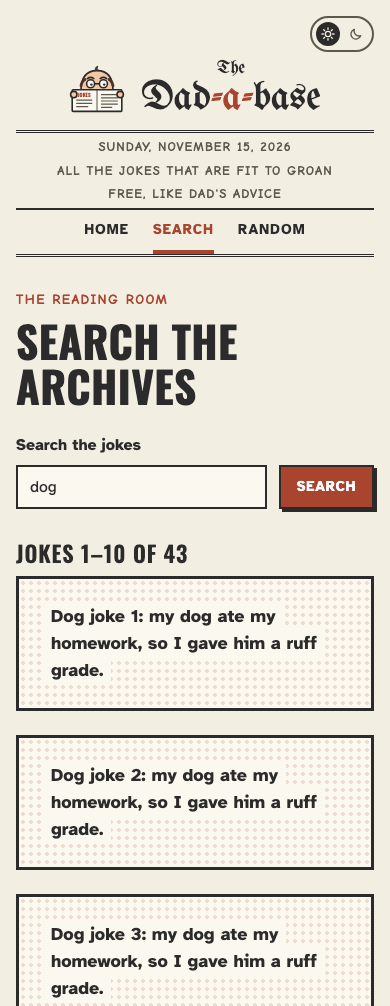 The
Dad-a-base
JOKES
SUNDAY, NOVEMBER 15, 2026
ALL THE JOKES THAT ARE FIT TO GROAN
FREE, LIKE DAD'S ADVICE
HOME SEARCH RANDOM
THE READING ROOM
SEARCH THE
ARCHIVES
Search the jokes
dog SEARCH
JOKES 1–10 OF 43
Dog joke 1: my dog ate my
homework, so I gave him a ruff
grade.
Dog joke 2: my dog ate my
homework, so I gave him a ruff
grade.
Dog joke 3: my dog ate my
homework, so I gave him a ruff
grade.